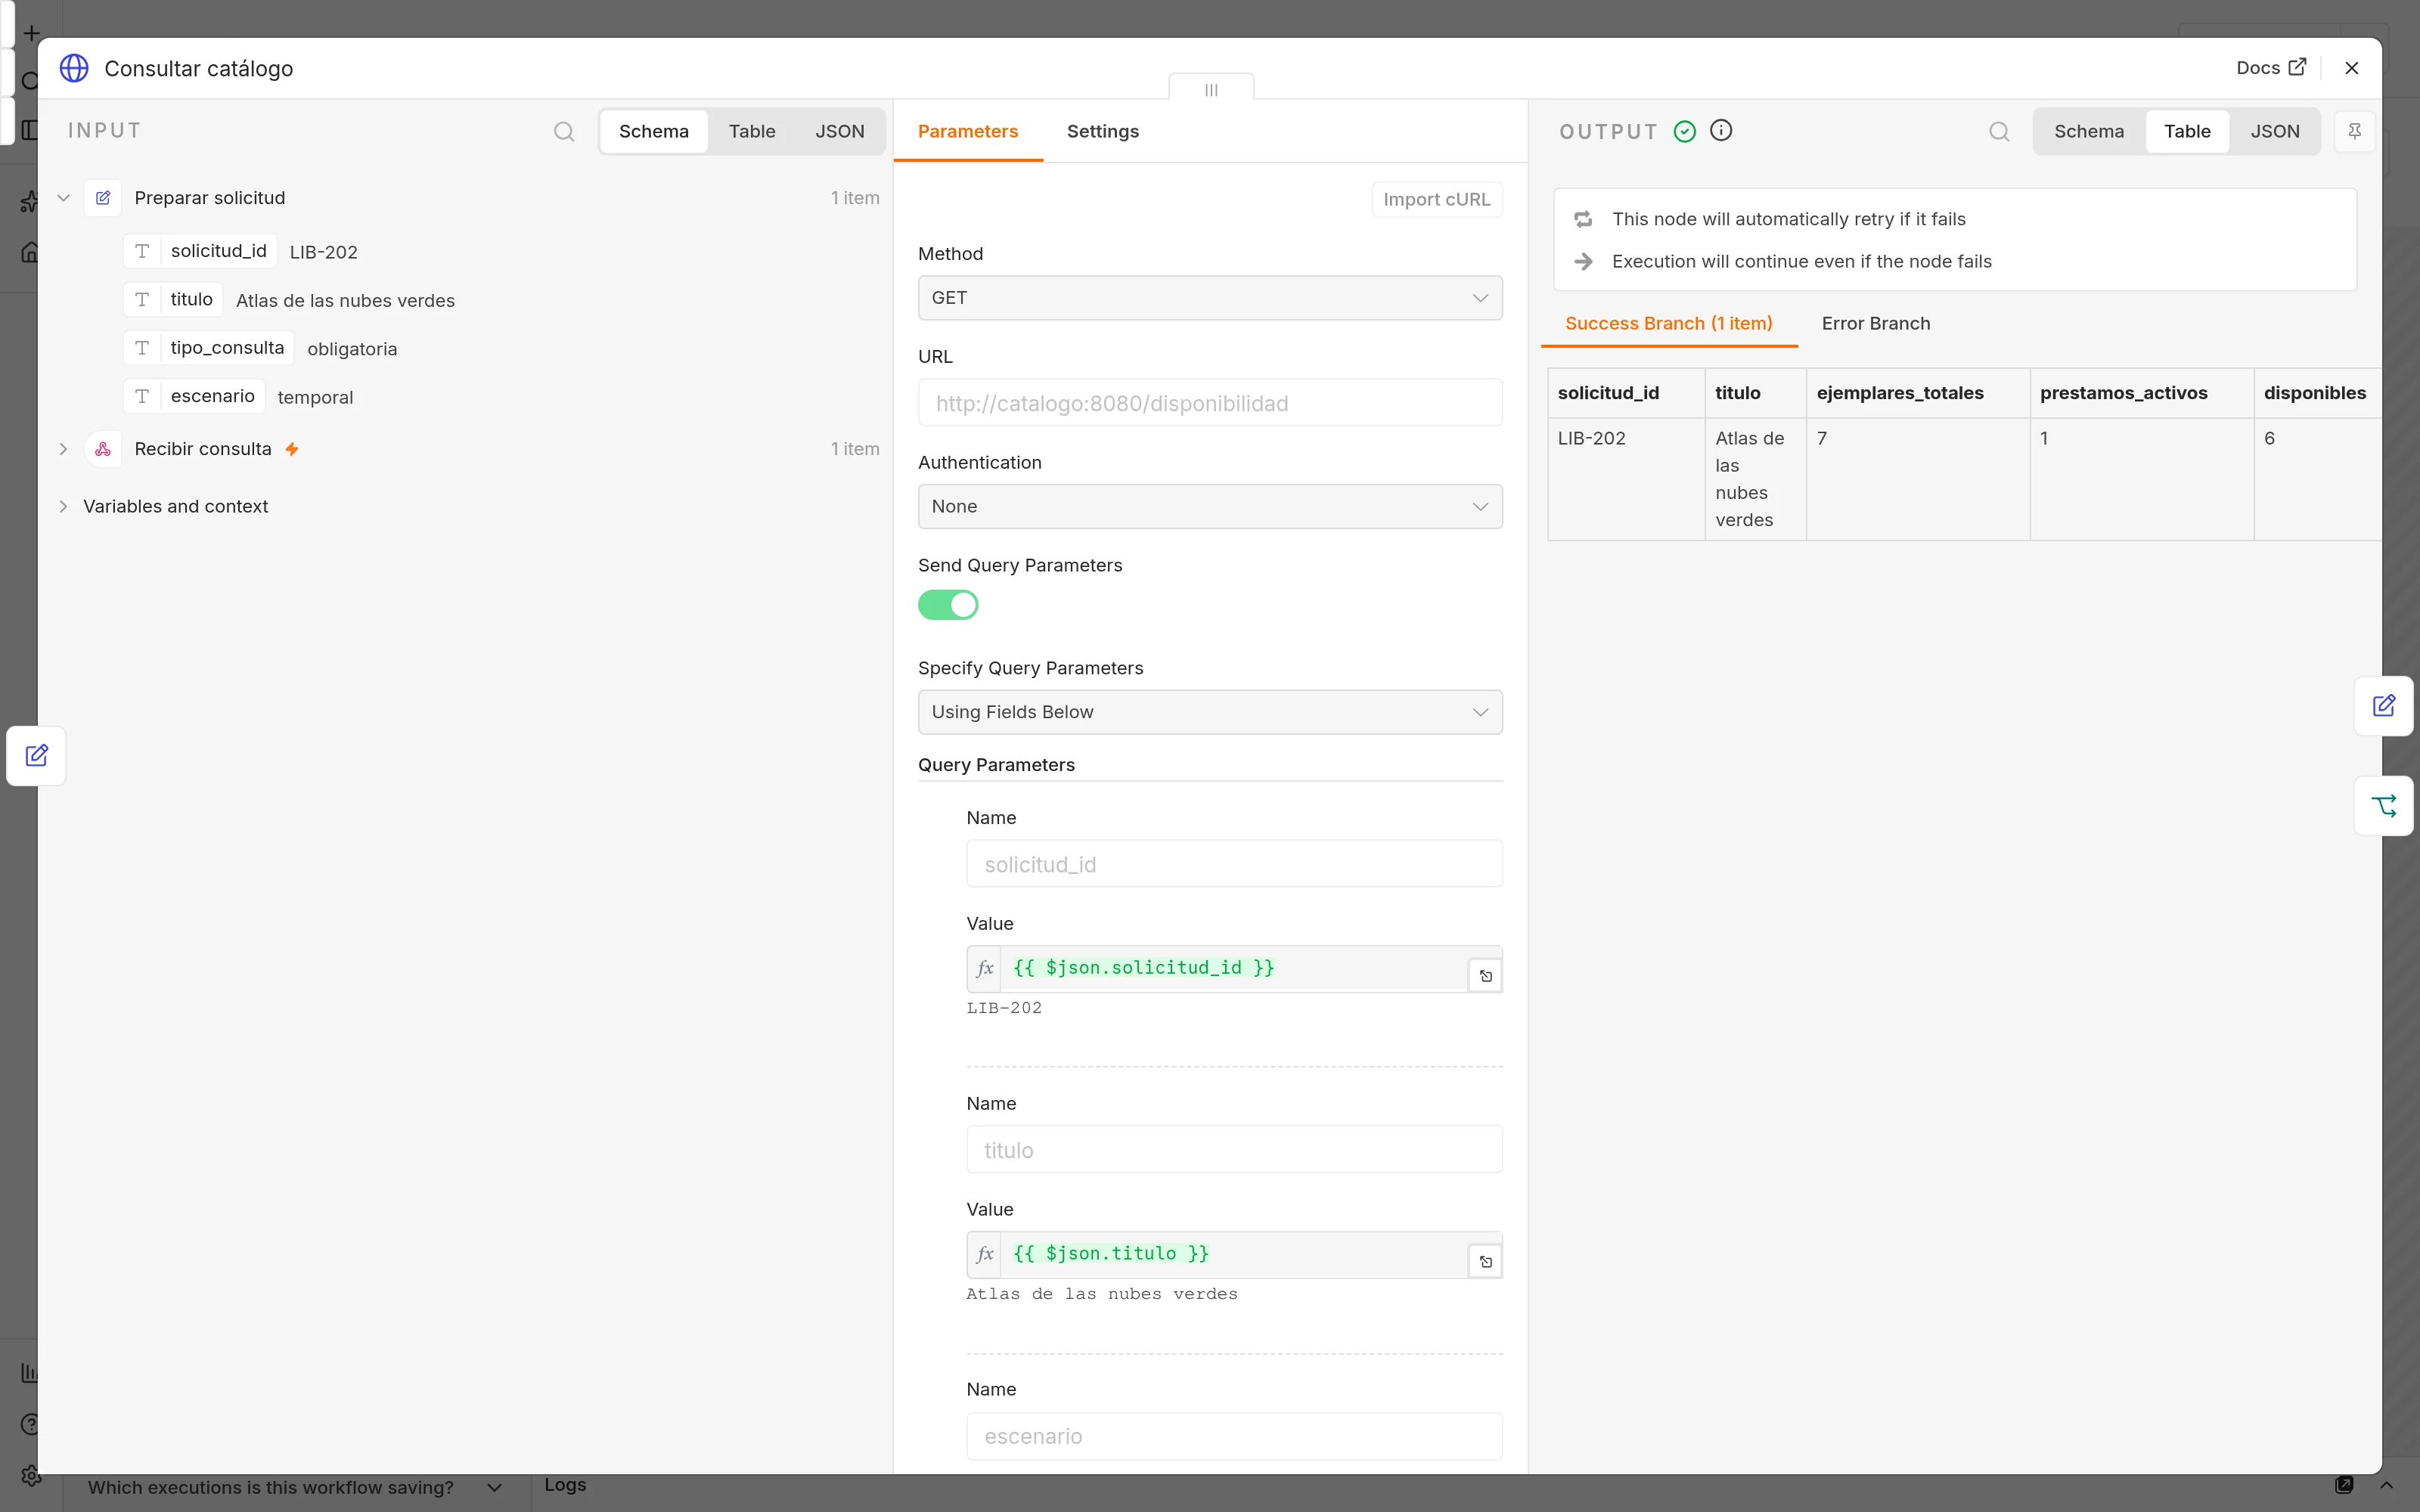 Consultar catálogo
Docs
INPUT
Schema
Table
JSON
Preparar solicitud
1 item
solicitud_id
LIB-202
titulo
Atlas de las nubes verdes
tipo_consulta
obligatoria
escenario
temporal
Recibir consulta
1 item
Variables and context
Parameters
Settings
Import cURL
Method
GET
URL
http://catalogo:8080/disponibilidad
Authentication
None
Send Query Parameters
Specify Query Parameters
Using Fields Below
Query Parameters
Name
solicitud_id
Value
fx
{{ $json.solicitud_id }}
LIB-202
Name
titulo
Value
fx
{{ $json.titulo }}
Atlas de las nubes verdes
Name
escenario
OUTPUT
Schema
Table
JSON
This node will automatically retry if it fails
Execution will continue even if the node fails
Success Branch (1 item)
Error Branch
solicitud_id
titulo
ejemplares_totales
prestamos_activos
disponibles
LIB-202
Atlas de
las
nubes
verdes
7
1
6
Which executions is this workflow saving?
Logs